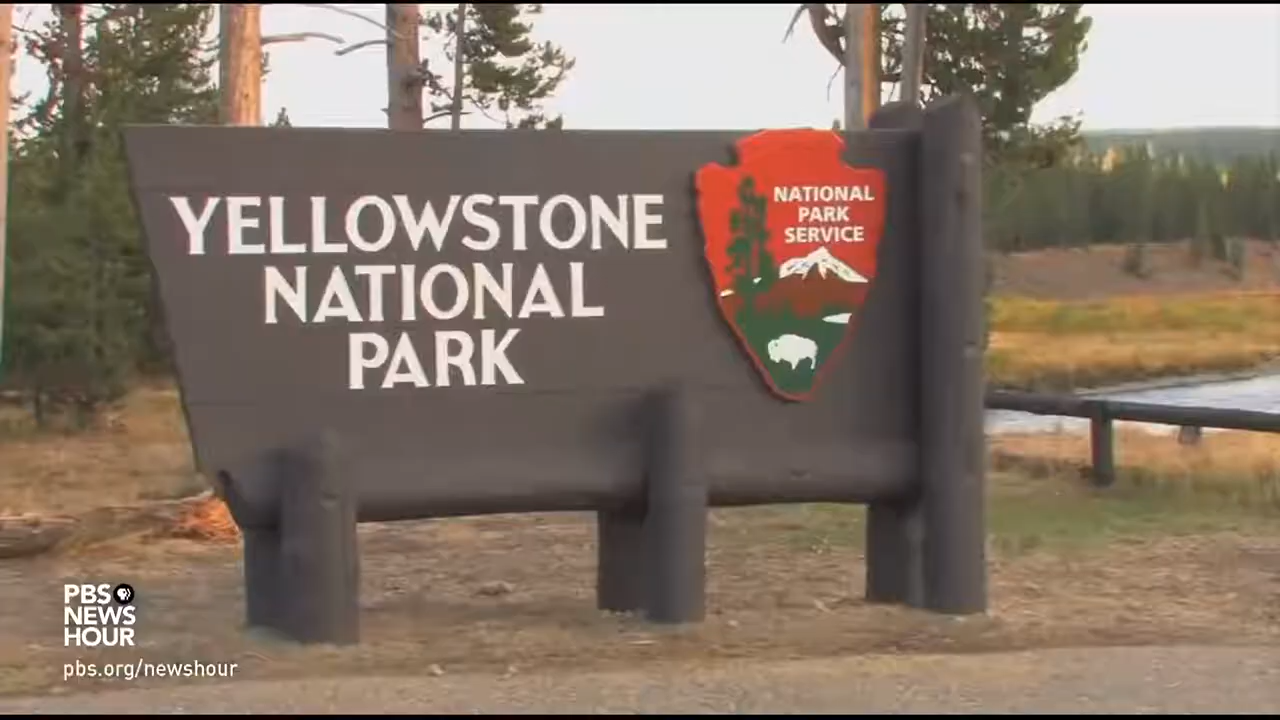 YELLOWSTONE
NATIONAL
PARK
NATIONAL
PARK
SERVICE
PBS
NEWS
HOUR
pbs.org/newshour